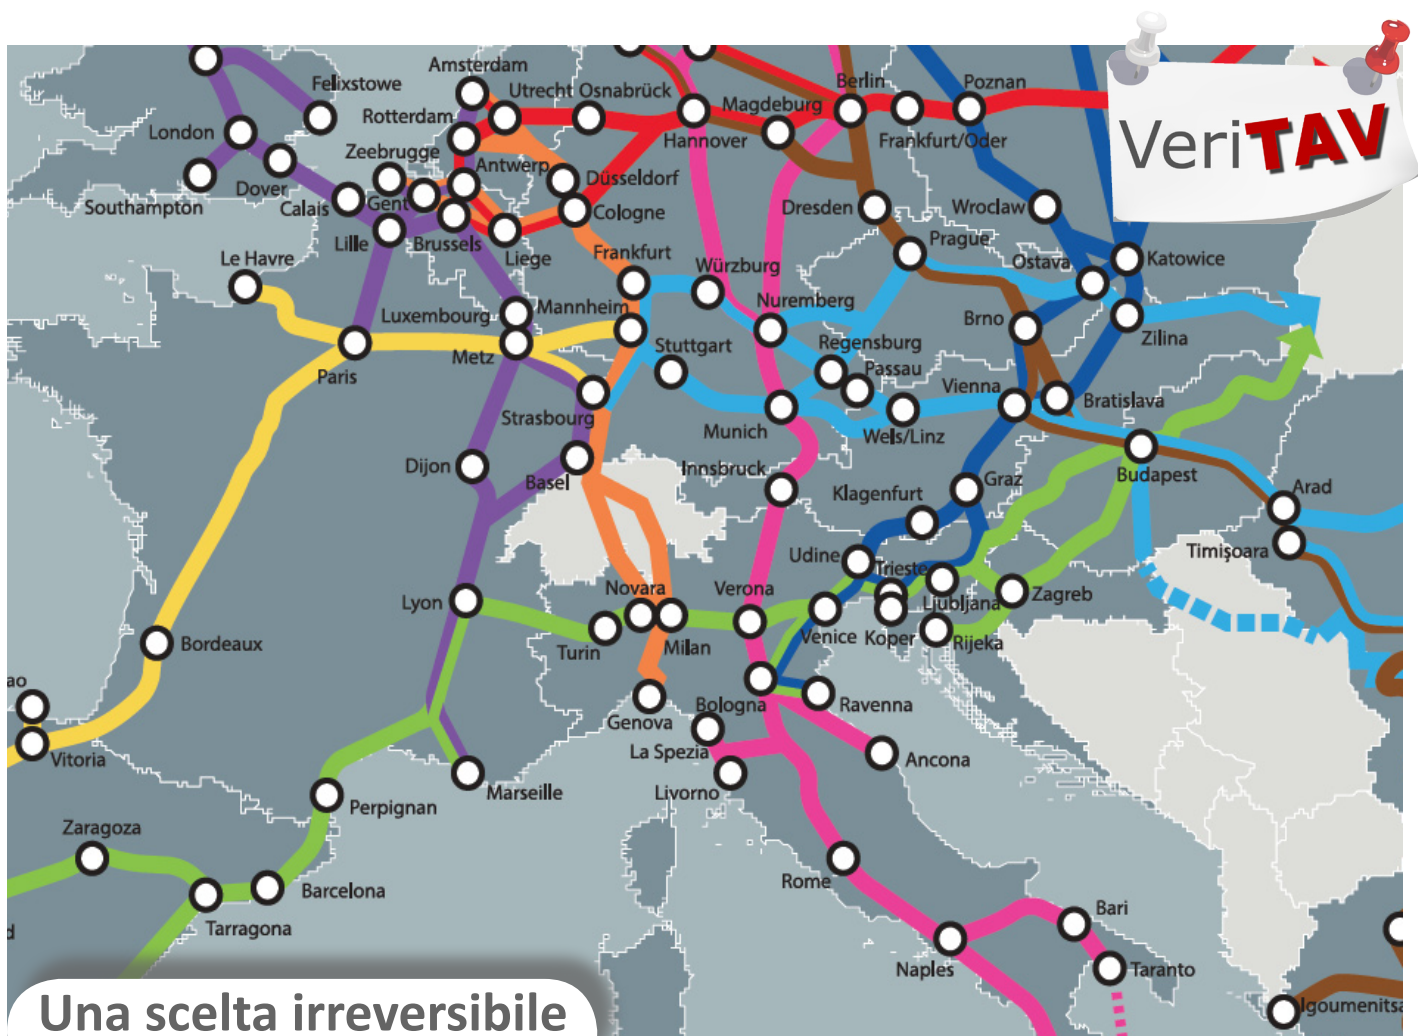 VeriTAV
Amsterdam
Felixstowe
Utrecht
Osnabrück
Berlin
Poznan
Rotterdam
Magdeburg
London
Hannover
Frankfurt/Oder
Zeebrugge
Antwerp
Düsseldorf
Dover
Southampton
Calais
Gent
Cologne
Dresden
Wroclaw
Lille
Brussels
Liege
Frankfurt
Prague
Le Havre
Würzburg
Ostava
Katowice
Luxembourg
Mannheim
Nuremberg
Brno
Zilina
Metz
Stuttgart
Regensburg
Paris
Passau
Vienna
Bratislava
Strasbourg
Munich
Wels/Linz
Dijon
Basel
Innsbruck
Klagenfurt
Graz
Budapest
Arad
Udine
Trieste
Timişoara
Novara
Verona
Lyon
Ljubljana
Zagreb
Bordeaux
Turin
Milan
Venice
Koper
Rijeka
ao
Genova
Bologna
Ravenna
Vitoria
La Spezia
Ancona
Livorno
Marseille
Perpignan
Zaragoza
Rome
Barcelona
Bari
Tarragona
d
Naples
Taranto
Igoumenitsa
Una scelta irreversibile